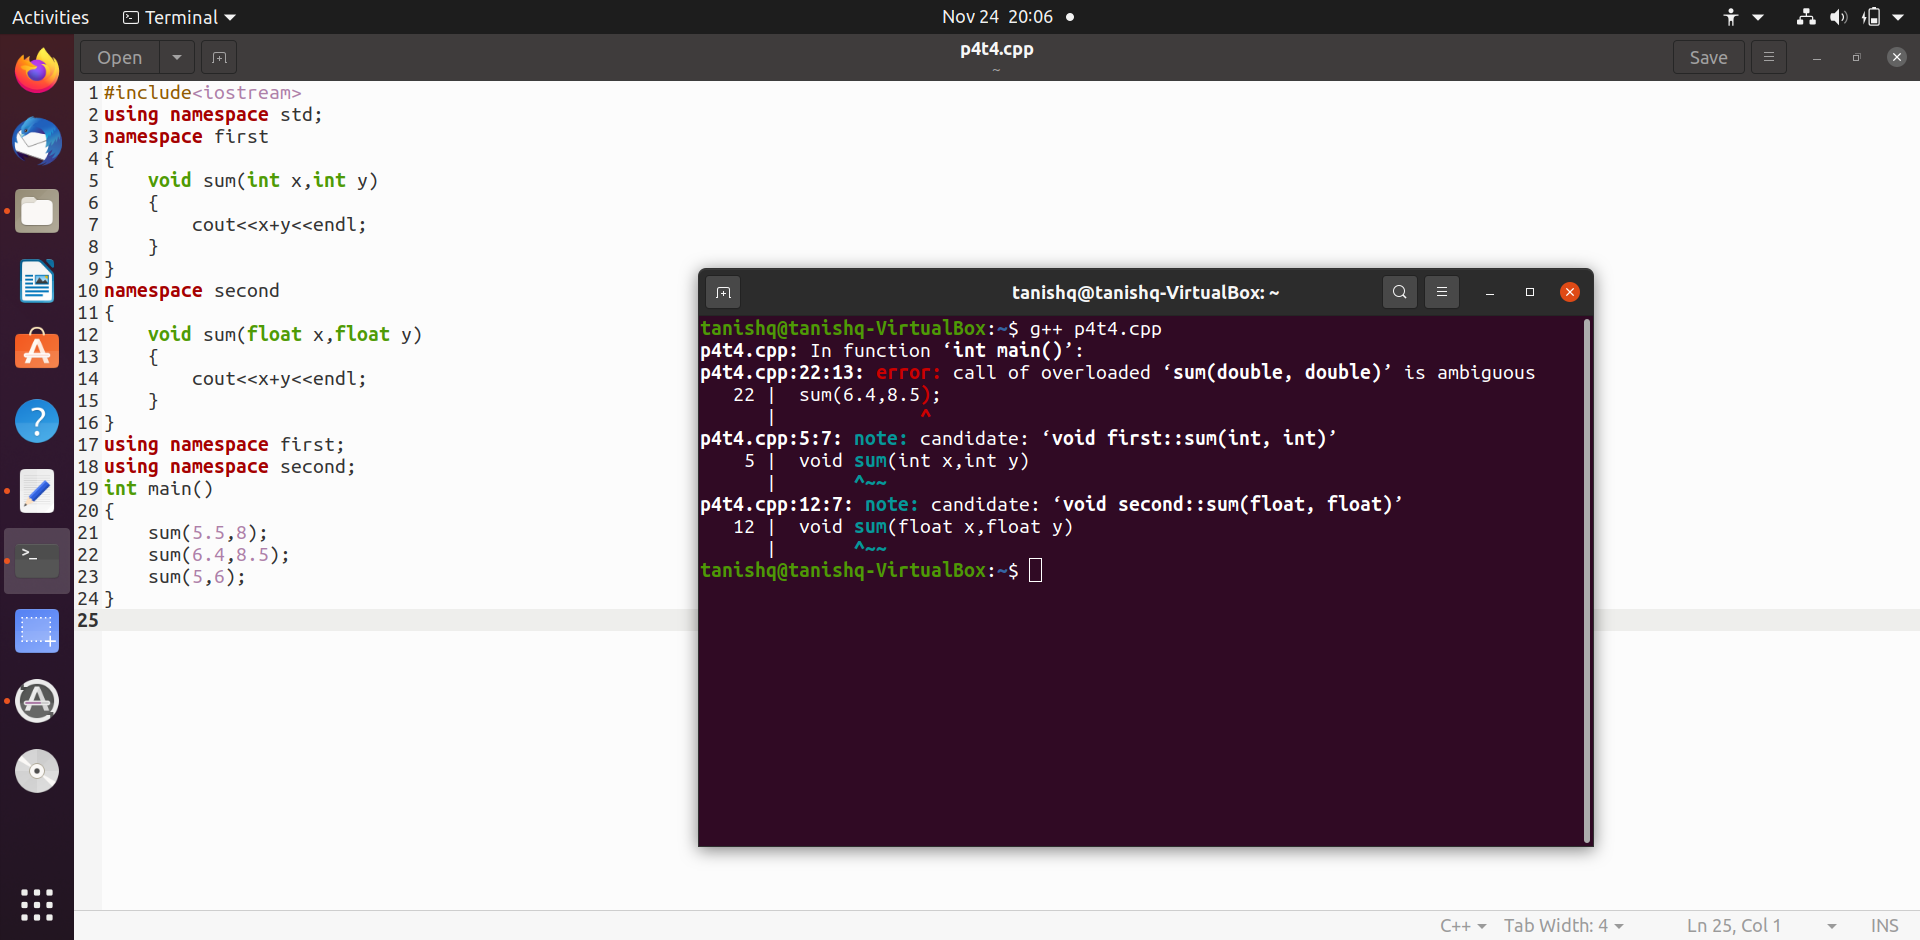 Activities
Terminal
Nov 24 20:06
Open
p4t4.cpp
~
Save
1 #include<iostream>
2 using namespace std;
3 namespace first
4 {
5     void sum(int x,int y)
6     {
7         cout<<x+y<<endl;
8     }
9 }
10 namespace second
11 {
12     void sum(float x,float y)
13     {
14         cout<<x+y<<endl;
15     }
16 }
17 using namespace first;
18 using namespace second;
19 int main()
20 {
21     sum(5.5,8);
22     sum(6.4,8.5);
23     sum(5,6);
24 }
25
tanishq@tanishq-VirtualBox: ~
tanishq@tanishq-VirtualBox:~$ g++ p4t4.cpp
p4t4.cpp: In function ‘int main()’:
p4t4.cpp:22:13: error: call of overloaded ‘sum(double, double)’ is ambiguous
   22 |  sum(6.4,8.5);
      |             ^
p4t4.cpp:5:7: note: candidate: ‘void first::sum(int, int)’
    5 |  void sum(int x,int y)
      |       ^~~
p4t4.cpp:12:7: note: candidate: ‘void second::sum(float, float)’
   12 |  void sum(float x,float y)
      |       ^~~
tanishq@tanishq-VirtualBox:~$
C++
Tab Width: 4
Ln 25, Col 1
INS